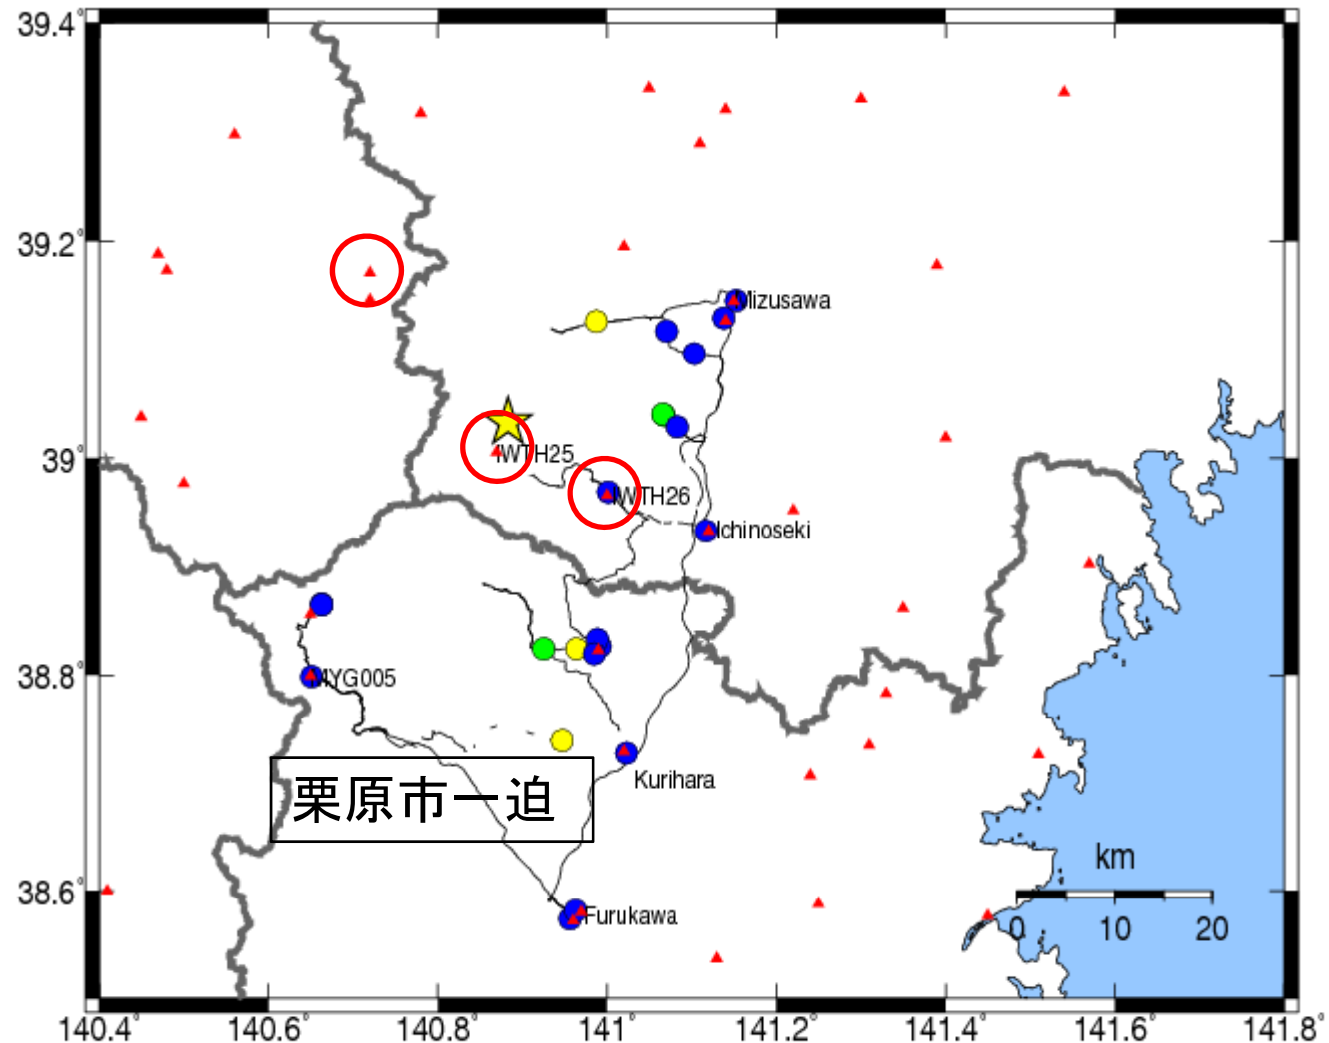 39.4°
39.2°
Mizusawa
IWTH25
39°
IWTH26
Ichinoseki
38.8°
MYG005
Kurihara
栗原市一迫
km
38.6°
Furukawa
0 10 20
140.4° 140.6° 140.8° 141° 141.2° 141.4° 141.6° 141.8°